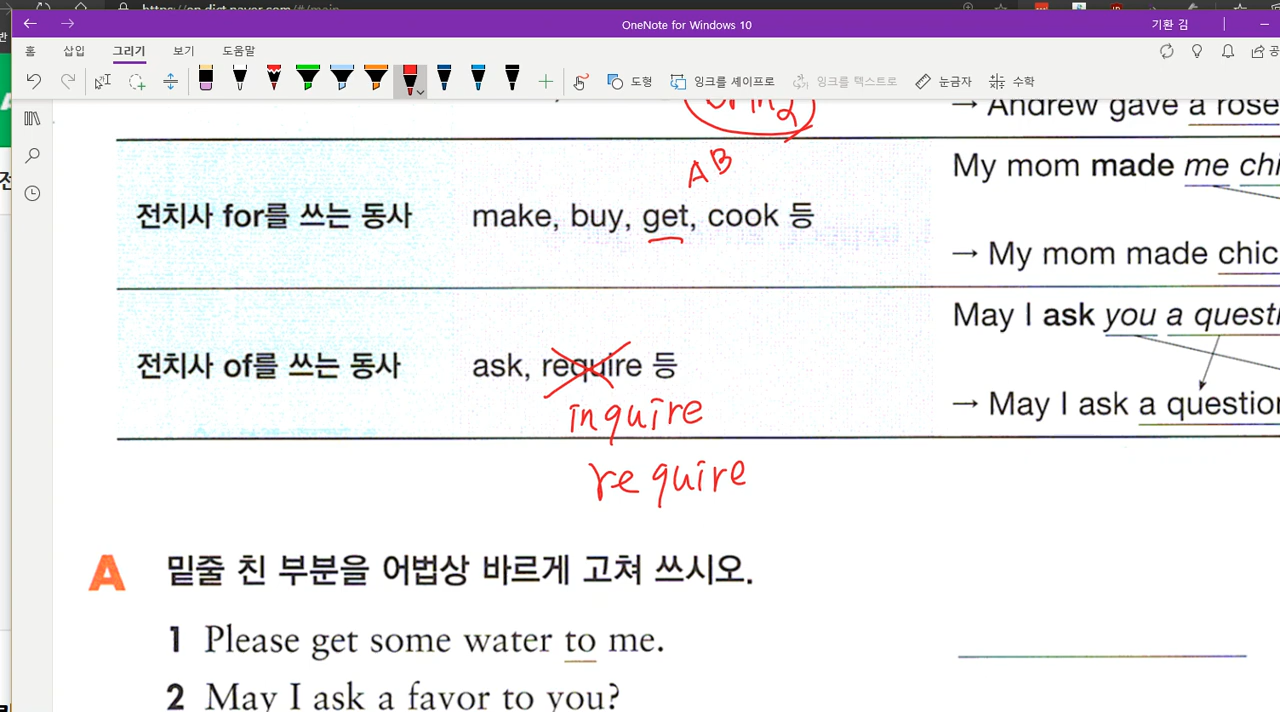 https://en.dict.naver.com/#/main
OneNote for Windows 10
기환 김
홈 삽입 그리기 보기 도움말
도형 잉크를 셰이프로 잉크를 텍스트로 눈금자 수학
→ Andrew gave a rose
AB
My mom made me chi
전치사 for를 쓰는 동사 make, buy, get, cook 등
→ My mom made chic
May I ask you a questi
전치사 of를 쓰는 동사 ask, require 등
inquire
→ May I ask a question
require
A 밑줄 친 부분을 어법상 바르게 고쳐 쓰시오.
1 Please get some water to me.
2 May I ask a favor to you?